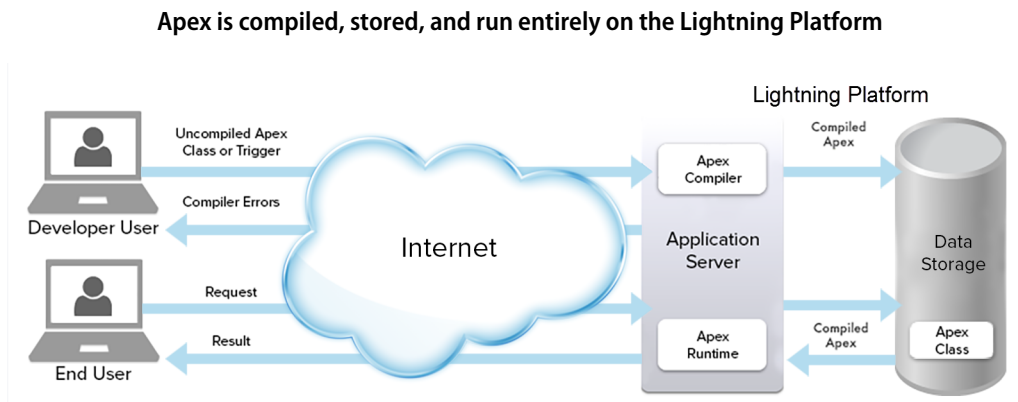 Apex is compiled, stored, and run entirely on the Lightning Platform
Lightning Platform
Uncompiled Apex
Class or Trigger
Compiler Errors
Developer User
Internet
Apex
Compiler
Application
Server
Compiled
Apex
Data
Storage
Request
Result
End User
Apex
Runtime
Compiled
Apex
Apex
Class